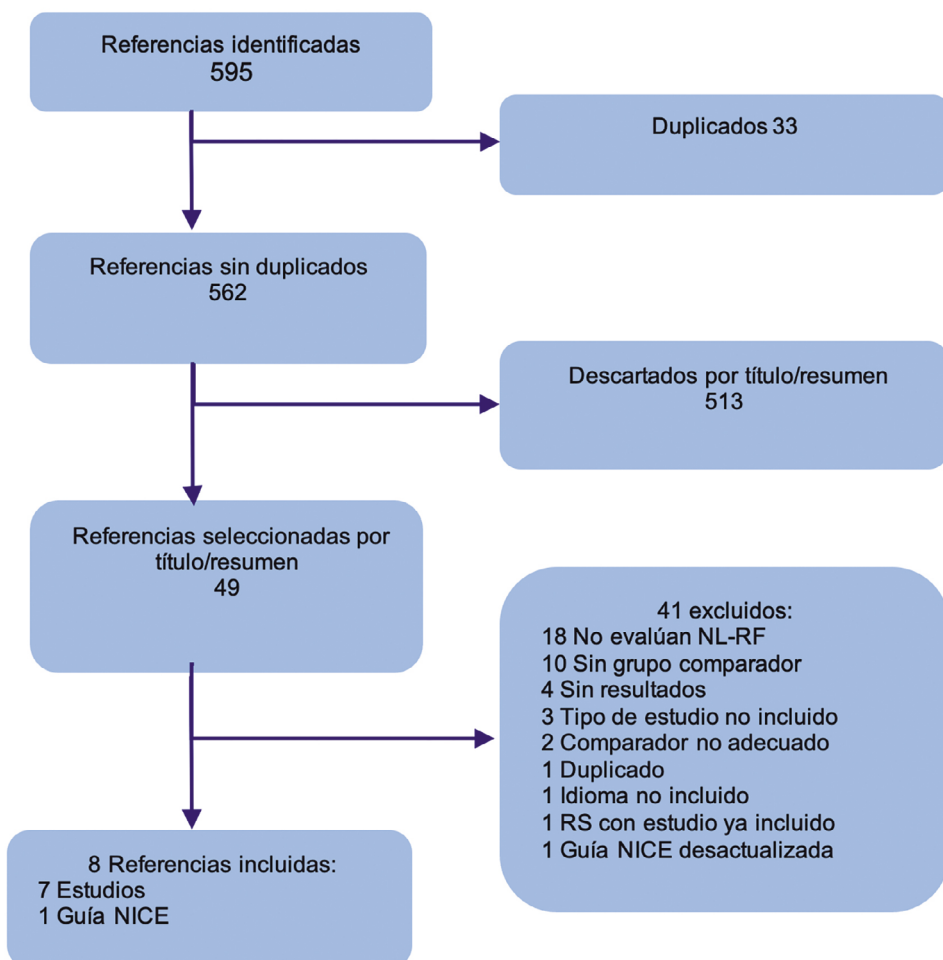 Referencias identificadas
595
Duplicados 33
Referencias sin duplicados
562
Descartados por título/resumen
513
Referencias seleccionadas por
título/resumen
49
41 excluidos:
18 No evalúan NL-RF
10 Sin grupo comparador
4 Sin resultados
3 Tipo de estudio no incluido
2 Comparador no adecuado
1 Duplicado
1 Idioma no incluido
1 RS con estudio ya incluido
1 Guía NICE desactualizada
8 Referencias incluidas:
7 Estudios
1 Guía NICE